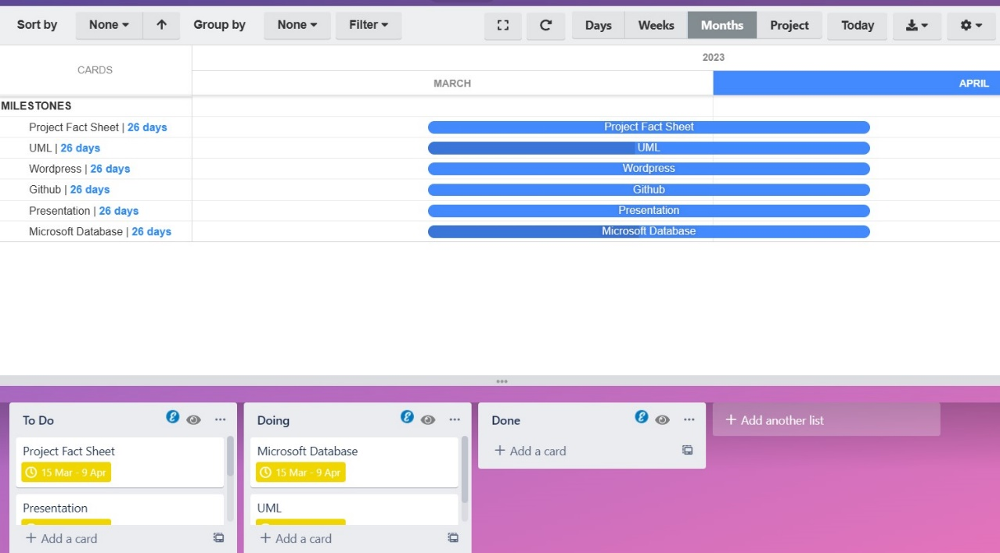 Sort by None Group by None Filter Days Weeks Months Project Today
2023
CARDS
MARCH APRIL
MILESTONES
Project Fact Sheet | 26 days Project Fact Sheet
UML | 26 days UML
Wordpress | 26 days Wordpress
Github | 26 days Github
Presentation | 26 days Presentation
Microsoft Database | 26 days Microsoft Database
To Do
Project Fact Sheet
15 Mar - 9 Apr
Presentation
+ Add a card
Doing
Microsoft Database
15 Mar - 9 Apr
UML
+ Add a card
Done
+ Add a card
+ Add another list